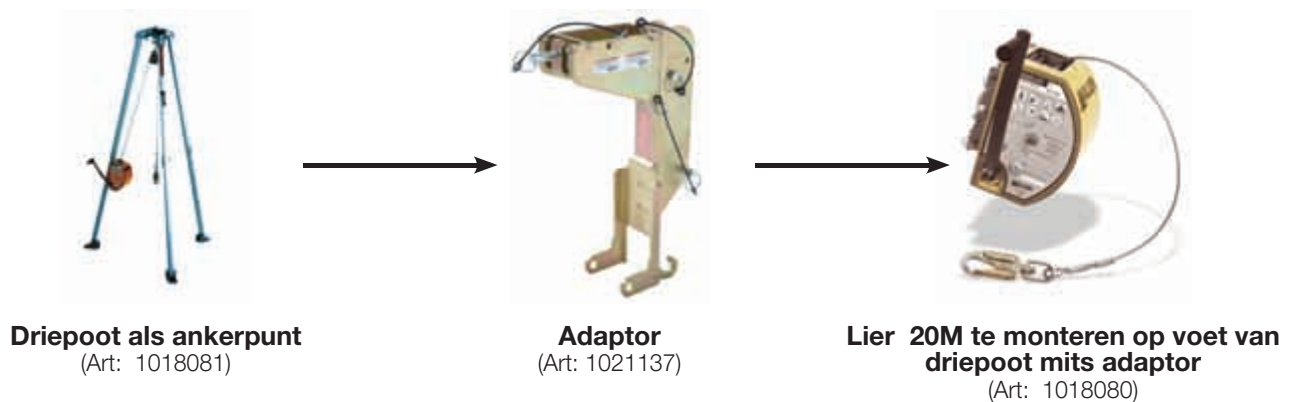 Driepoot als ankerpunt
(Art: 1018081)
Adaptor
(Art: 1021137)
Lier 20M te monteren op voet van
driepoot mits adaptor
(Art: 1018080)